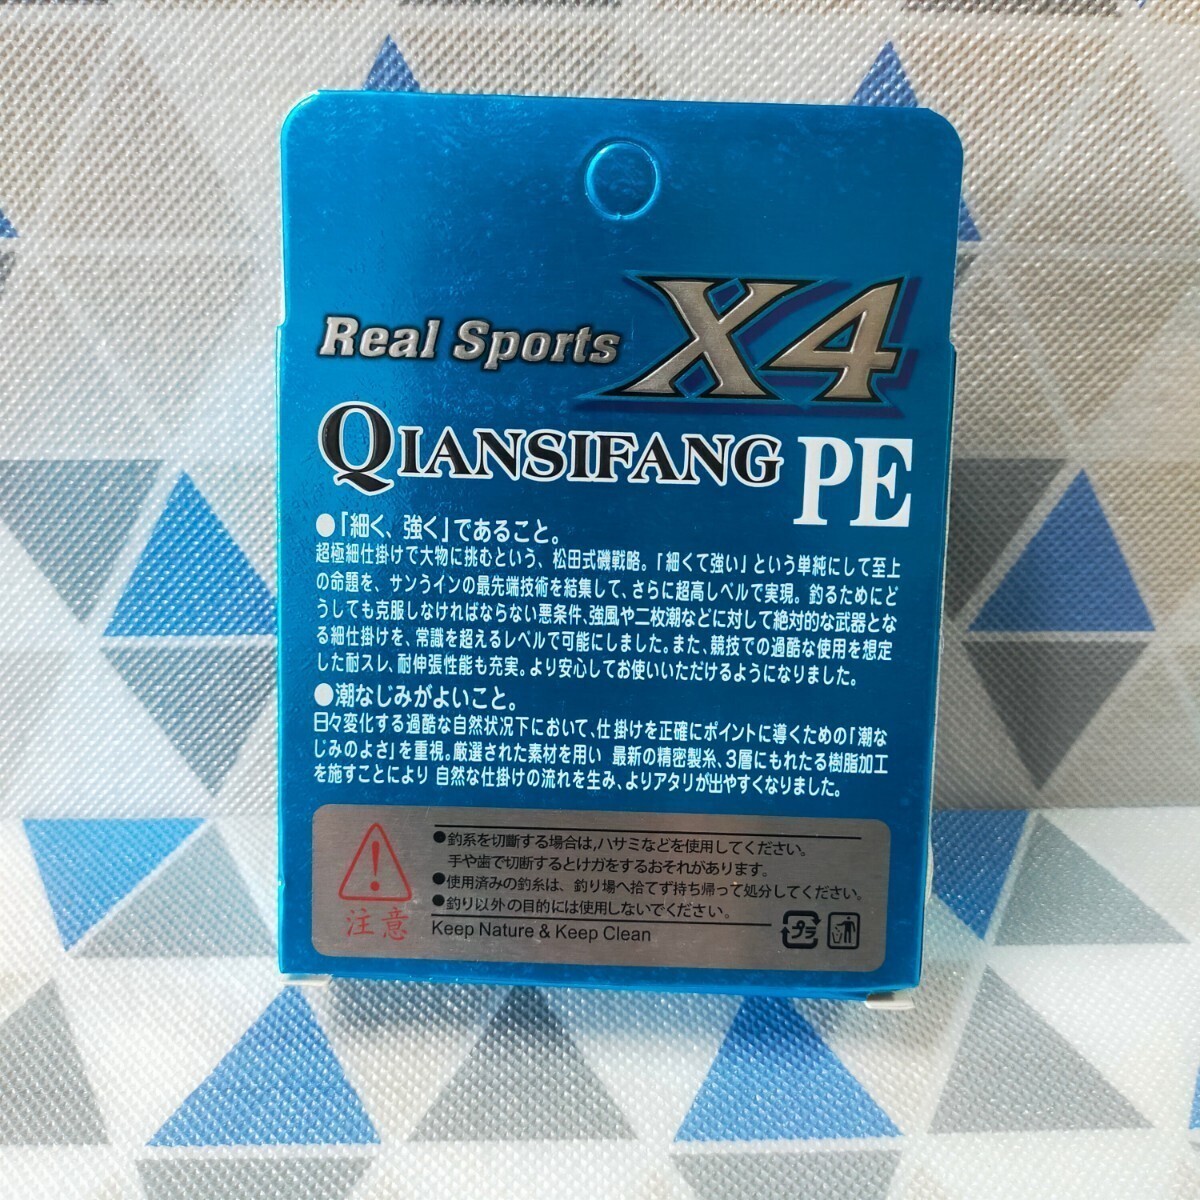 Real Sports X4
QIANSIFANG PE
●「細く、強く」であること。
超極細仕掛けで大物に挑むという、松田式磯戦略。「細くて強い」という単純にして至上
の命題を、サンうインの最先端技術を結集して、さらに超高しペルで実現。釣るためにど
うしても克服しなければならない悪条件、強風や二枚潮などに対して絶対的な武器とな
る細仕掛けを、常識を超えるレペルで可能にしました。また、競技での過酷な使用を想定
した耐スレ、耐伸張性能も充実。より安心してお使いいただけるようになりました。
●潮なじみがよいこと。
日々変化する過酷な自然状况下において、仕掛けを正確にポイントに導くための「潮な
じみのよさ」を重視。厳選された素材を用い 最新の精密製糸、3層にもれたる樹脂加工
を施すことにより 自然な仕掛けの流れを生み、よりアタリが出やすくなりました。
注意
●釣系を切斷する場合は,ハサミなどを使用してください。
手や歯で切断するとけガをするおそれがあります。
●使用済みの釣糸は、釣り場へ拾てず持ち帰って処分してください。
●釣り以外の目的には使用しないでください。
Keep Nature & Keep Clean
プラ